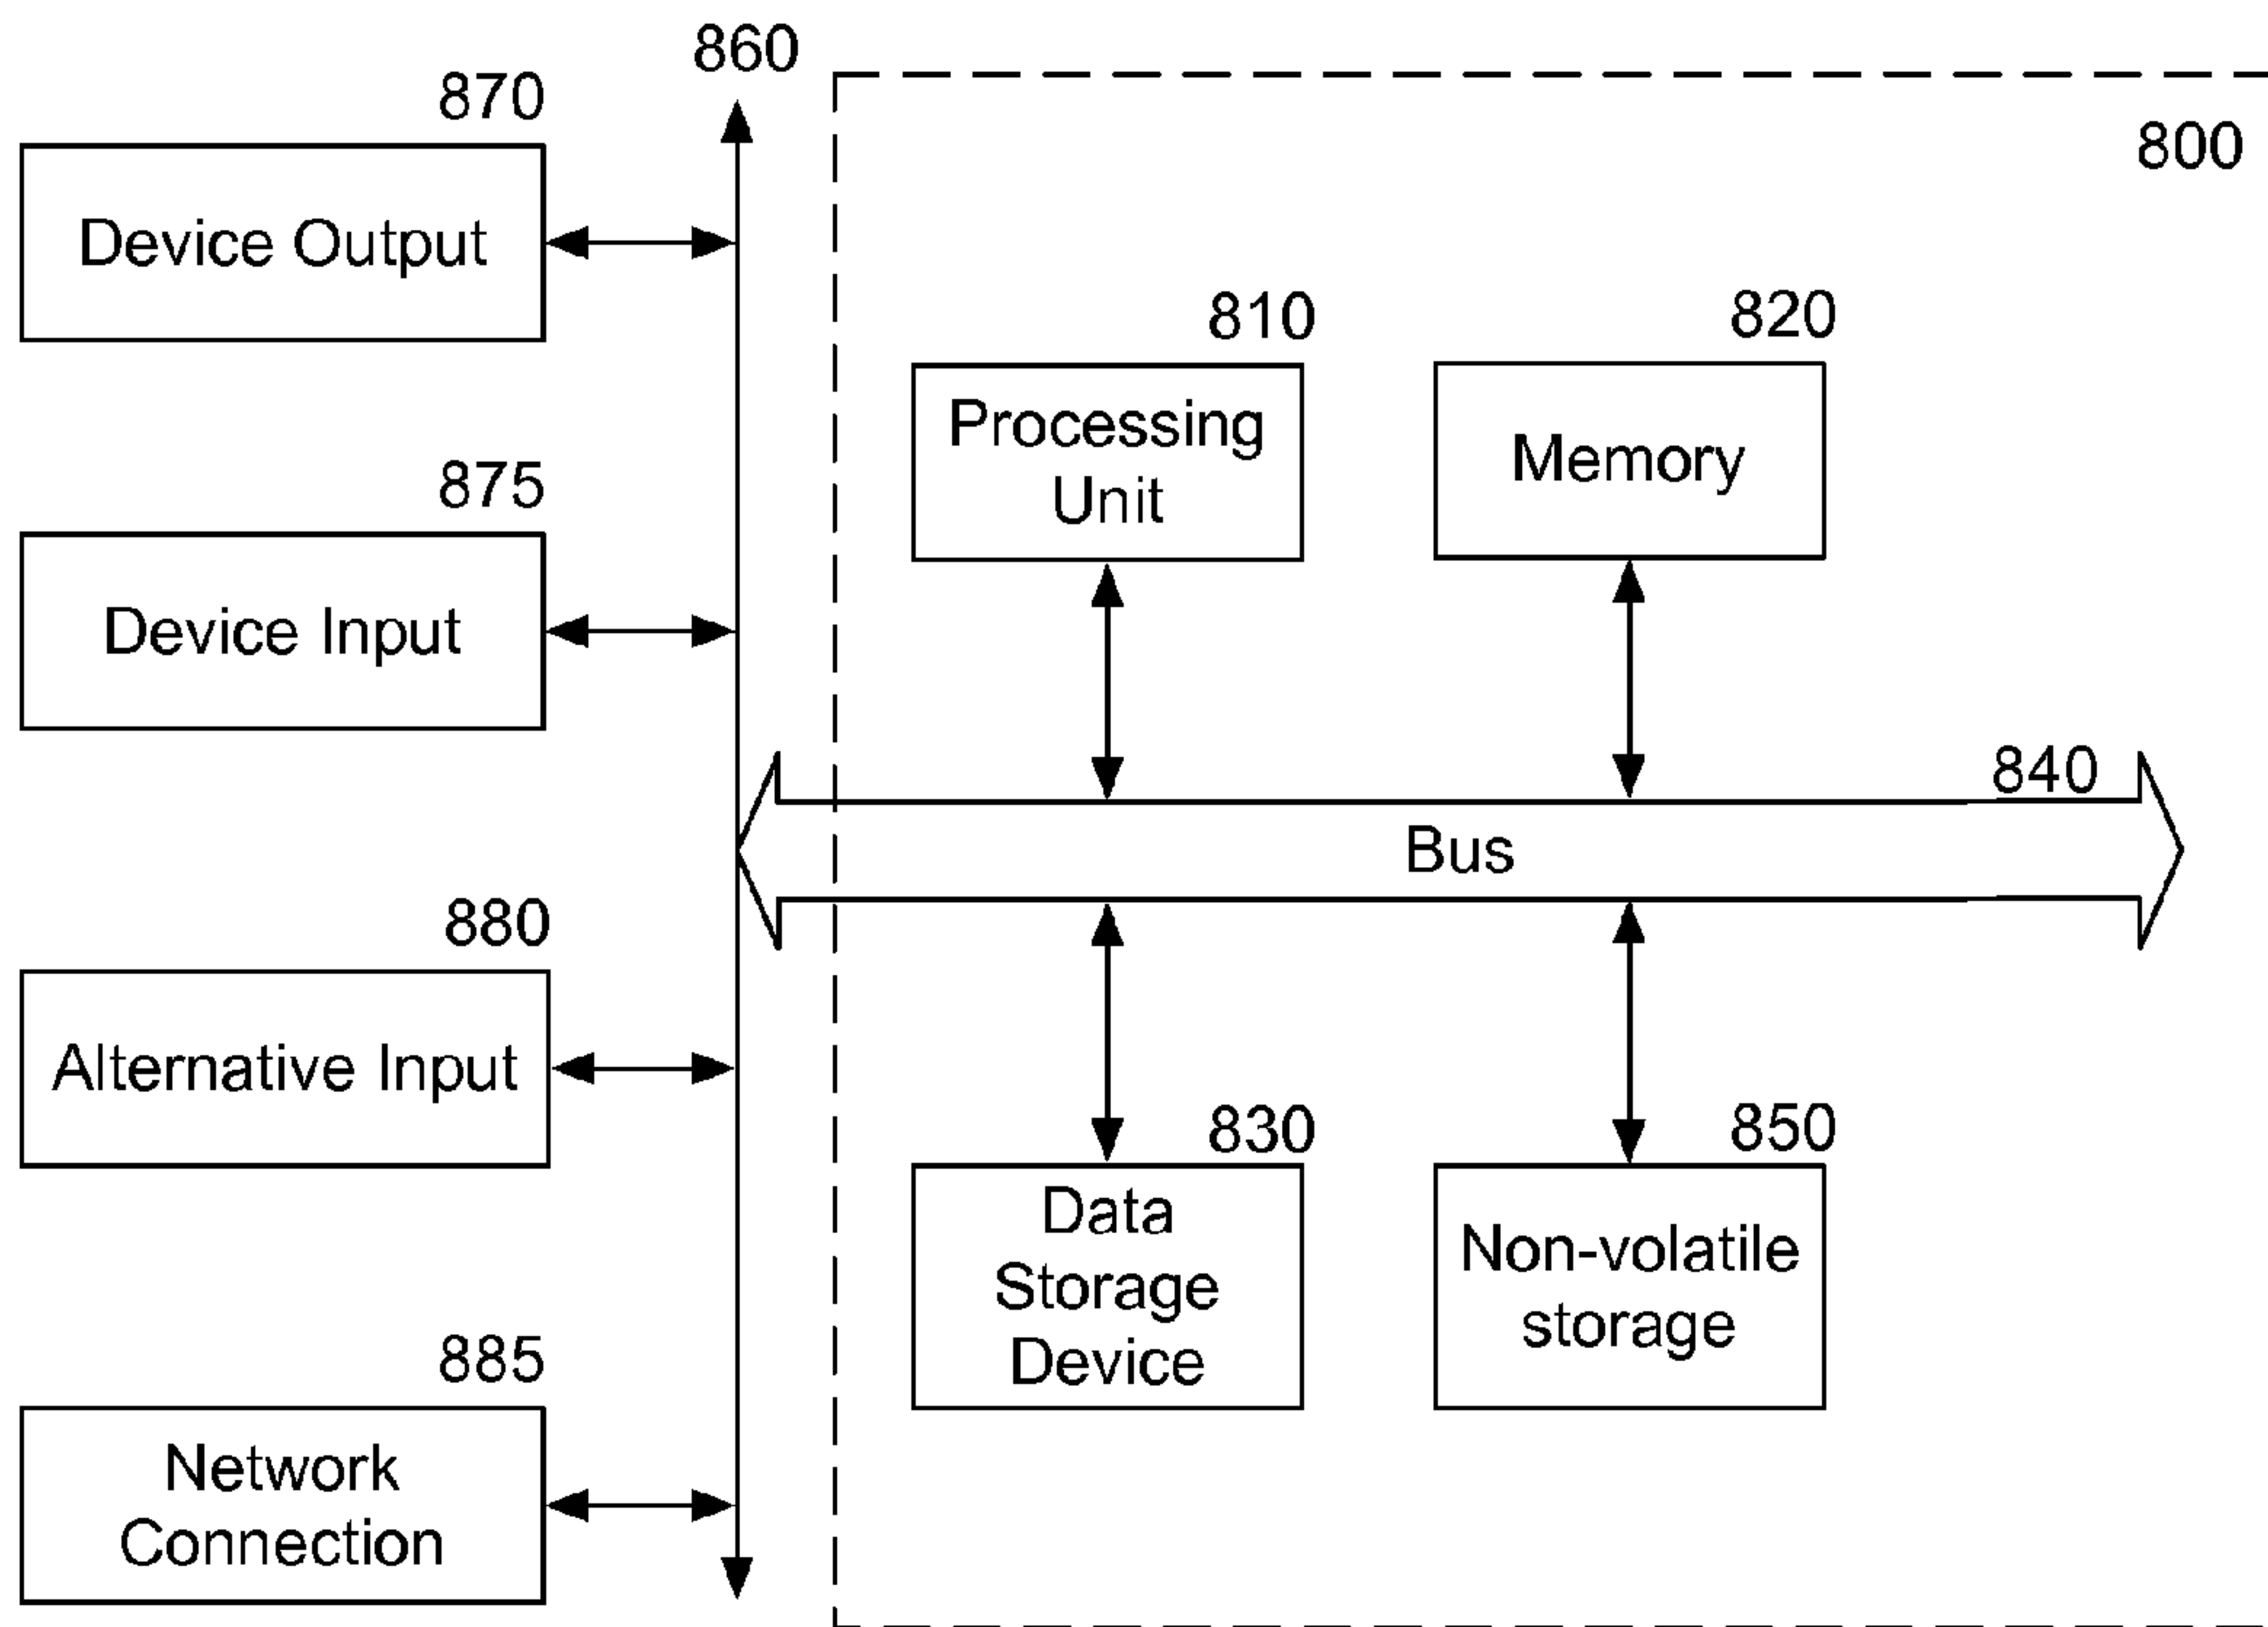 860
870
800
Device Output
810
820
Processing
Unit
Memory
875
Device Input
840
Bus
880
Alternative Input
830
850
Data
Storage
Device
Non-volatile
storage
885
Network
Connection